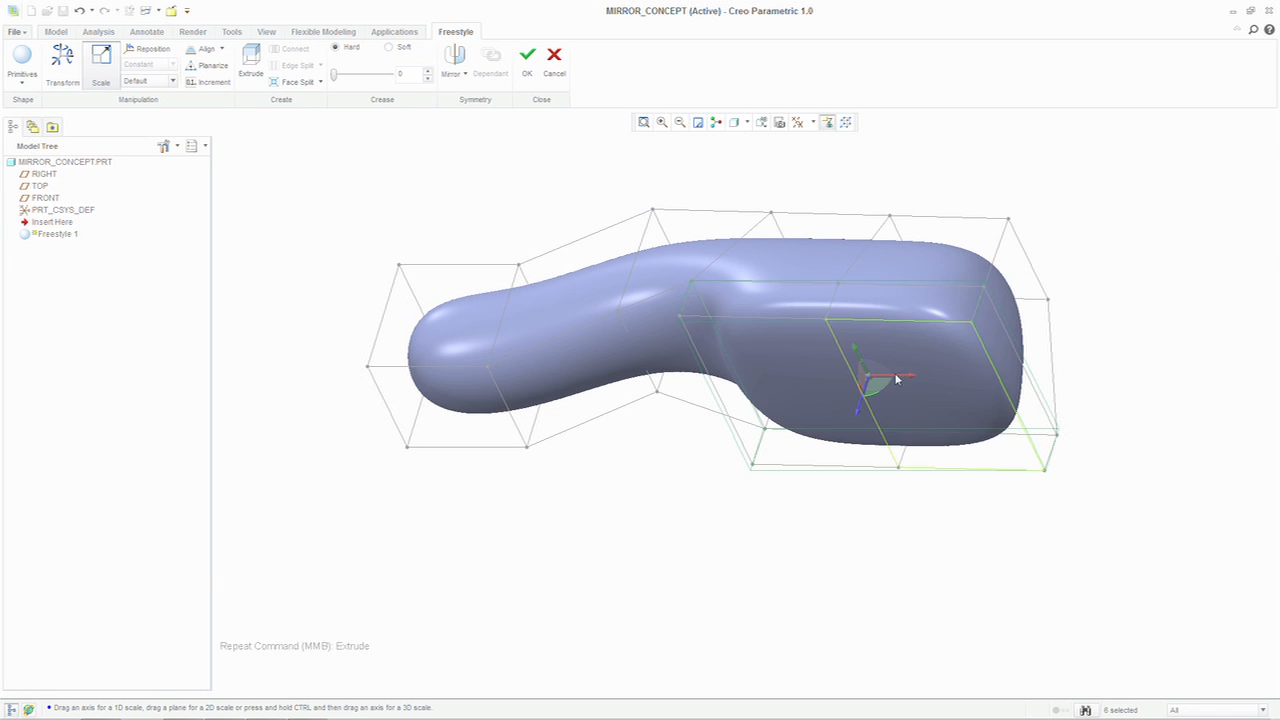 MIRROR_CONCEPT (Active) - Creo Parametric 1.0
File
Model
Analysis
Annotate
Render
Tools
View
Flexible Modeling
Applications
Freestyle
Primitives
Transform
Scale
Reposition
Constant
Default
Align
Planarize
Increment
Extrude
Connect
Edge Split
Face Split
Hard
Soft
0
Mirror
Dependant
OK
Cancel
Shape
Manipulation
Create
Crease
Symmetry
Close
Model Tree
MIRROR_CONCEPT.PRT
RIGHT
TOP
FRONT
PRT_CSYS_DEF
Insert Here
Freestyle 1
Repeat Command (MMB): Extrude
Drag an axis for a 1D scale, drag a plane for a 2D scale or press and hold CTRL and then drag an axis for a 3D scale.
6 selected
All